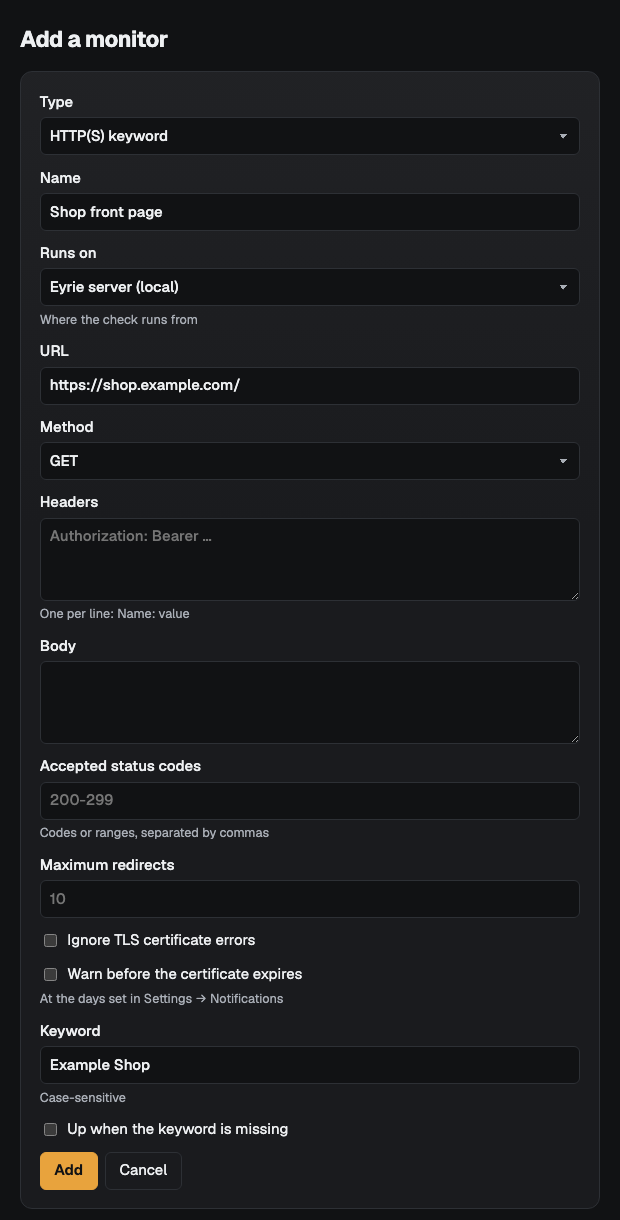 Add a monitor
Type
HTTP(S) keyword
Name
Shop front page
Runs on
Eyrie server (local)
Where the check runs from
URL
https://shop.example.com/
Method
GET
Headers
Authorization: Bearer ...
One per line: Name: value
Body
Accepted status codes
200-299
Codes or ranges, separated by commas
Maximum redirects
10
Ignore TLS certificate errors
Warn before the certificate expires
At the days set in Settings → Notifications
Keyword
Example Shop
Case-sensitive
Up when the keyword is missing
Add Cancel